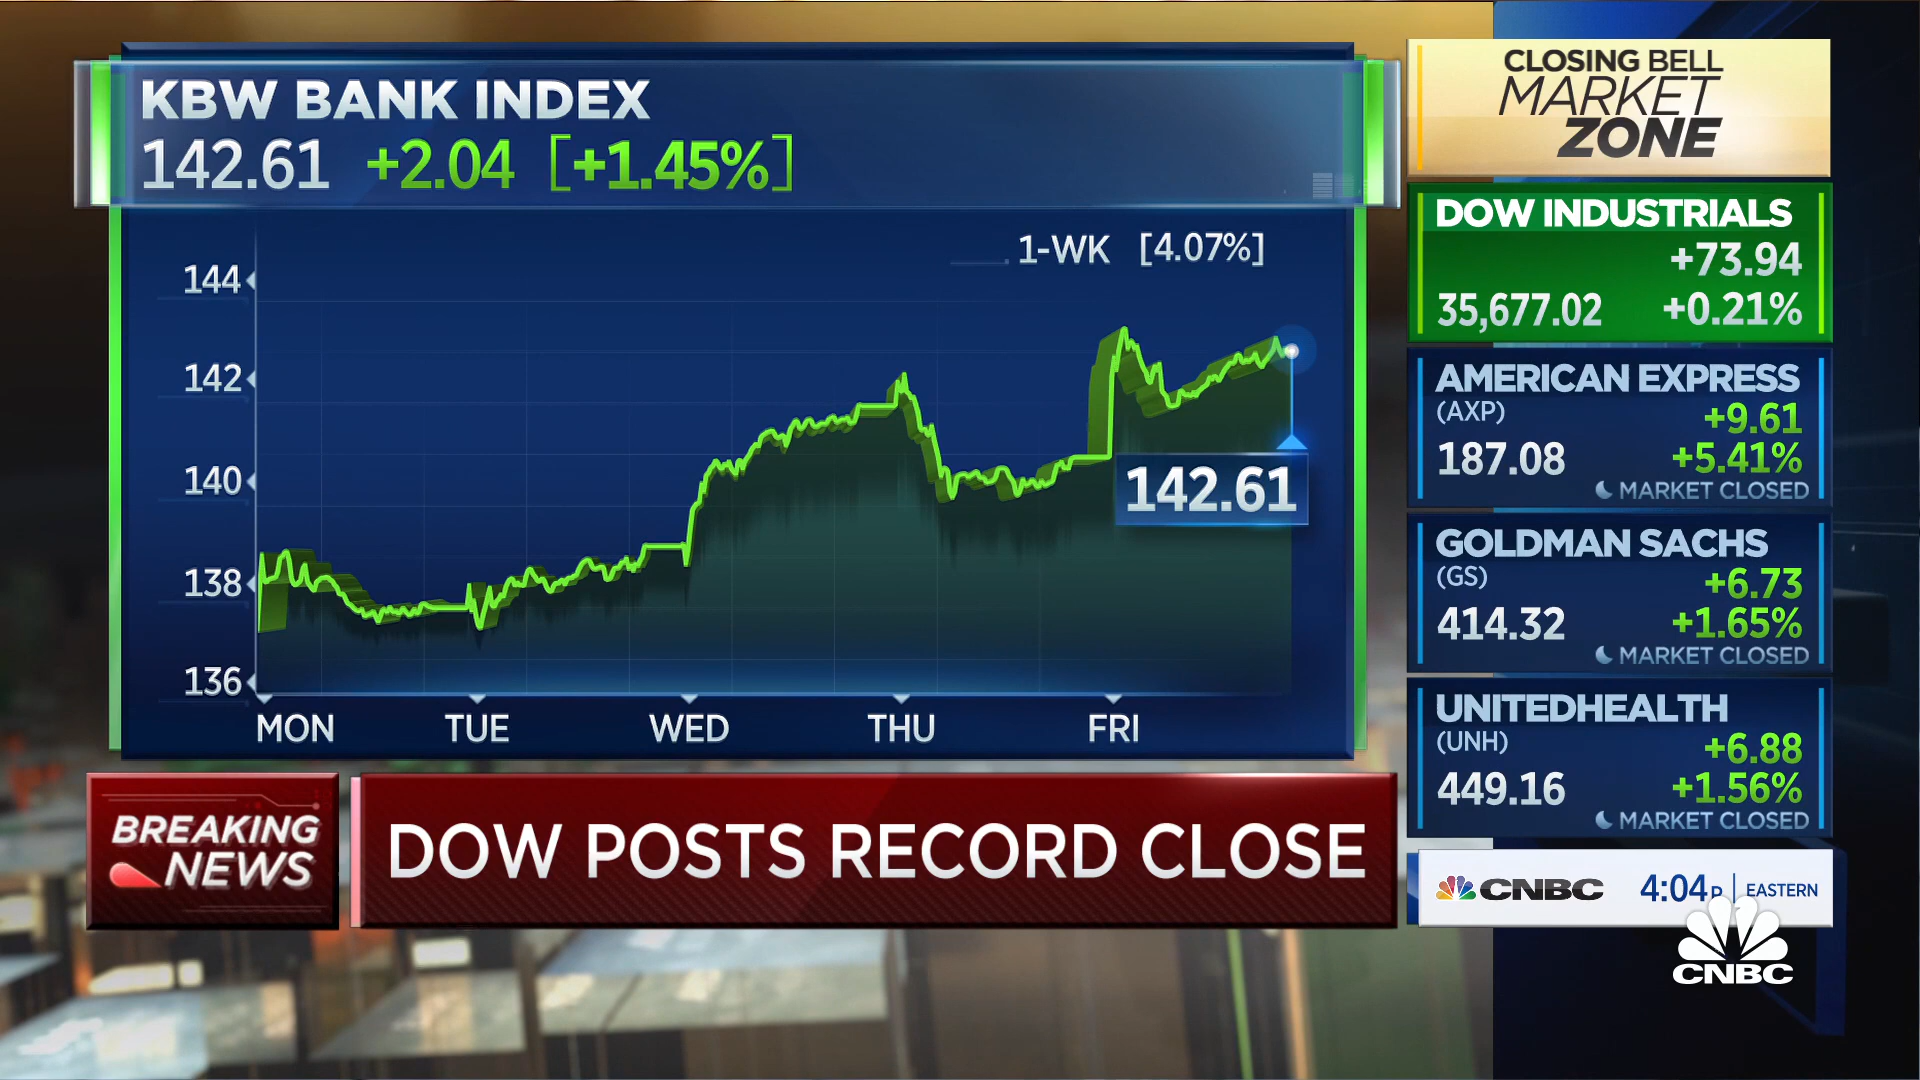 KBW BANK INDEX
142.61 +2.04 [+1.45%]
1-WK [4.07%]
144
142
140
138
136
142.61
MON TUE WED THU FRI
BREAKING
NEWS
DOW POSTS RECORD CLOSE
CLOSING BELL
MARKET
ZONE
DOW INDUSTRIALS
+73.94
35,677.02 +0.21%
AMERICAN EXPRESS
(AXP) +9.61
187.08 +5.41%
MARKET CLOSED
GOLDMAN SACHS
(GS) +6.73
414.32 +1.65%
MARKET CLOSED
UNITEDHEALTH
(UNH) +6.88
449.16 +1.56%
MARKET CLOSED
CNBC 4:04P EASTERN
CNBC